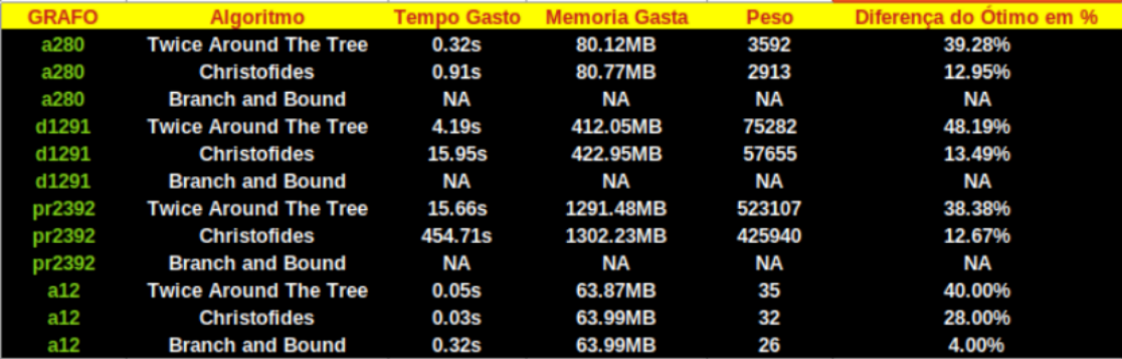 GRAFO Algoritmo Tempo Gasto Memoria Gasta Peso Diferença do Ótimo em %
a280 Twice Around The Tree 0.32s 80.12MB 3592 39.28%
a280 Christofides 0.91s 80.77MB 2913 12.95%
a280 Branch and Bound NA NA NA NA
d1291 Twice Around The Tree 4.19s 412.05MB 75282 48.19%
d1291 Christofides 15.95s 422.95MB 57655 13.49%
d1291 Branch and Bound NA NA NA NA
pr2392 Twice Around The Tree 15.66s 1291.48MB 523107 38.38%
pr2392 Christofides 454.71s 1302.23MB 425940 12.67%
pr2392 Branch and Bound NA NA NA NA
a12 Twice Around The Tree 0.05s 63.87MB 35 40.00%
a12 Christofides 0.03s 63.99MB 32 28.00%
a12 Branch and Bound 0.32s 63.99MB 26 4.00%